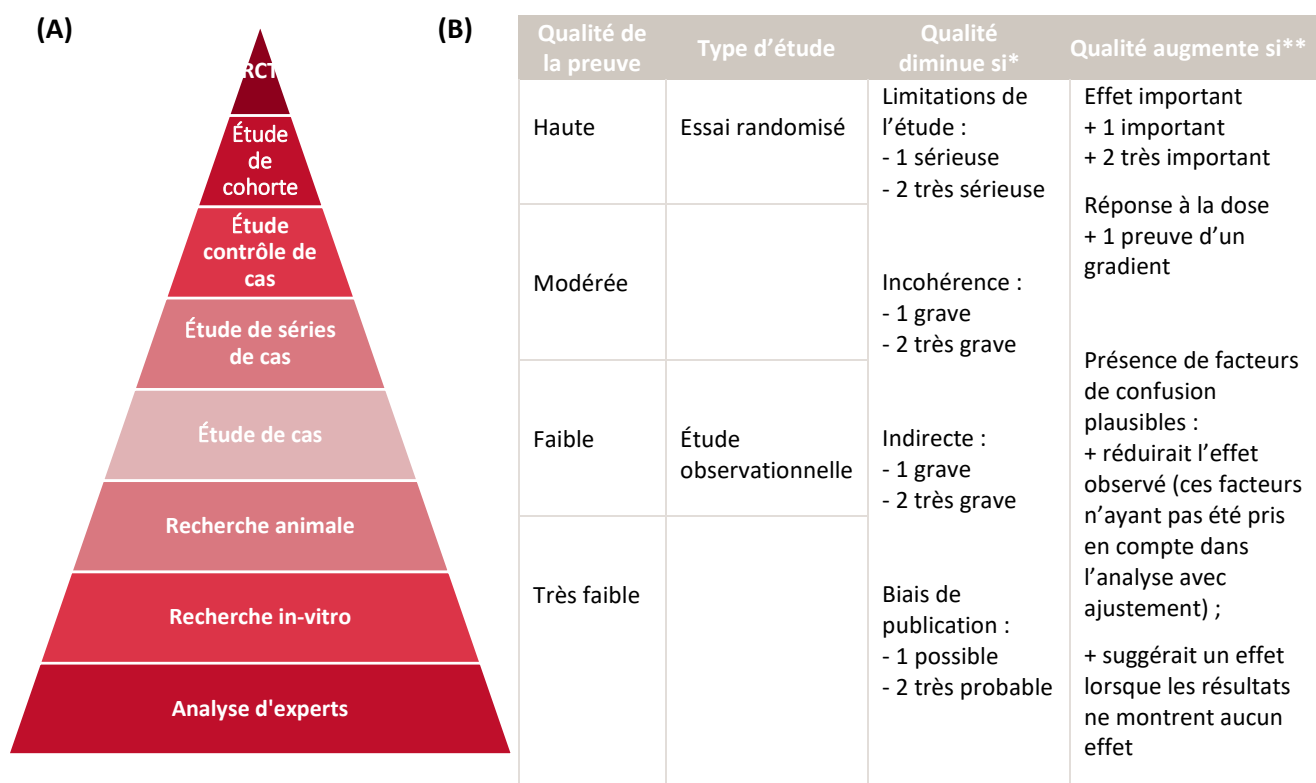 (A)
RCT
Étude
de
cohorte
Étude
contrôle de
cas
Étude de séries
de cas
Étude de cas
Recherche animale
Recherche in-vitro
Analyse d'experts
(B)
Qualité de
la preuve
Type d'étude
Qualité
diminue si*
Qualité augmente si**
Haute
Essai randomisé
Limitations de
l'étude :
- 1 sérieuse
- 2 très sérieuse
Effet important
+ 1 important
+ 2 très important
Réponse à la dose
+ 1 preuve d'un
gradient
Modérée
Incohérence :
- 1 grave
- 2 très grave
Présence de facteurs
de confusion
plausibles :
+ réduirait l'effet
observé (ces facteurs
n'ayant pas été pris
en compte dans
l'analyse avec
ajustement) ;
+ suggérait un effet
lorsque les résultats
ne montrent aucun
effet
Faible
Étude
observationnelle
Indirecte :
- 1 grave
- 2 très grave
Très faible
Biais de
publication :
- 1 possible
- 2 très probable